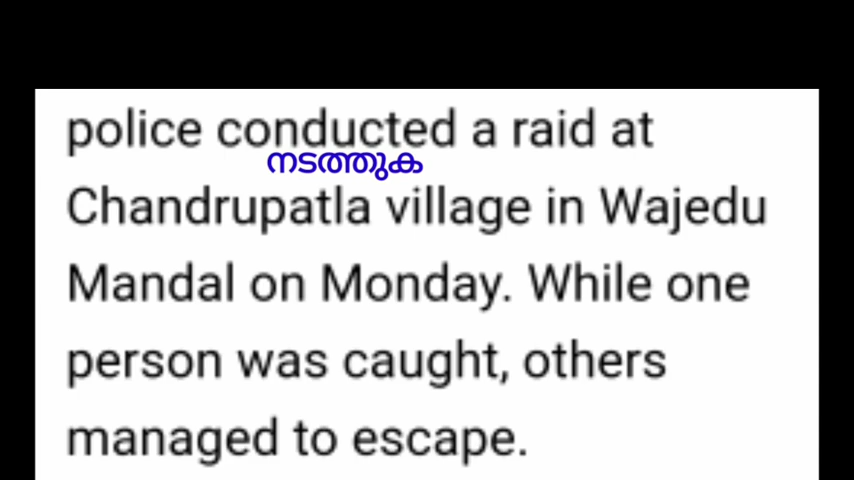 police conducted a raid at
നടത്തുക
Chandrupatla village in Wajedu
Mandal on Monday. While one
person was caught, others
managed to escape.